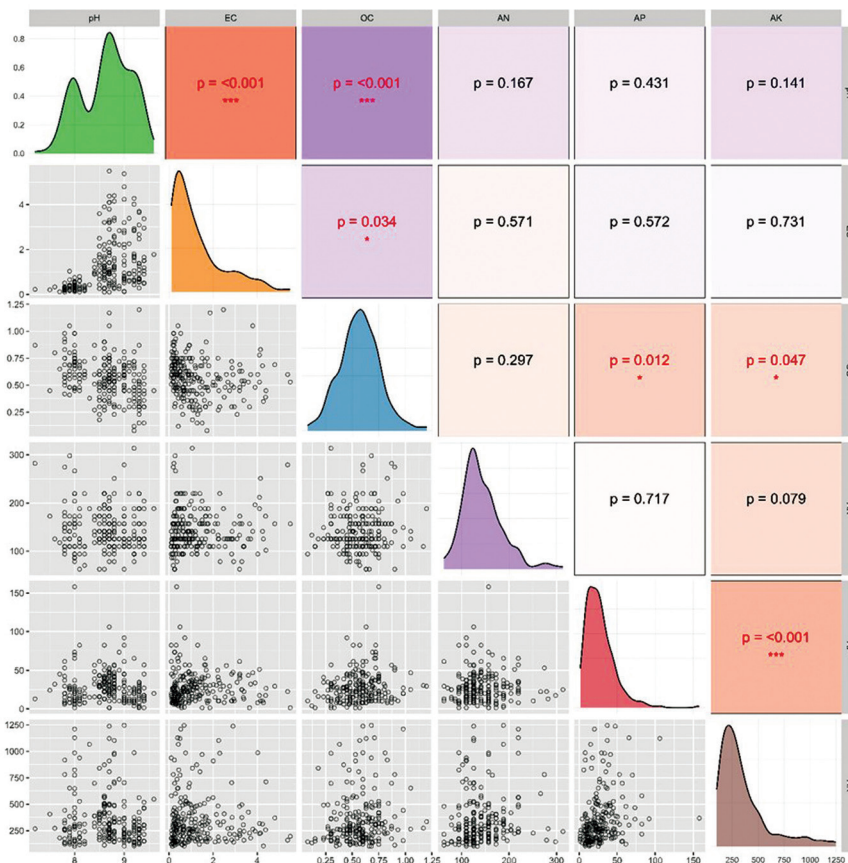 pH EC OC AN AP AK
0.8
0.6
0.4
0.2
0.0
p = <0.001
***
p = <0.001
***
p = 0.167
p = 0.431
p = 0.141
4
2
0
p = 0.034
*
p = 0.571
p = 0.572
p = 0.731
1.25
1.00
0.75
0.50
0.25
p = 0.297
p = 0.012
*
p = 0.047
*
300
200
100
p = 0.717
p = 0.079
150
100
50
0
p = <0.001
***
1250
1000
750
500
250
8 9 0 2 4 0.25 0.50 0.75 1.00 1.25 100 200 300 0 50 100 150 250 500 750 1000 1250